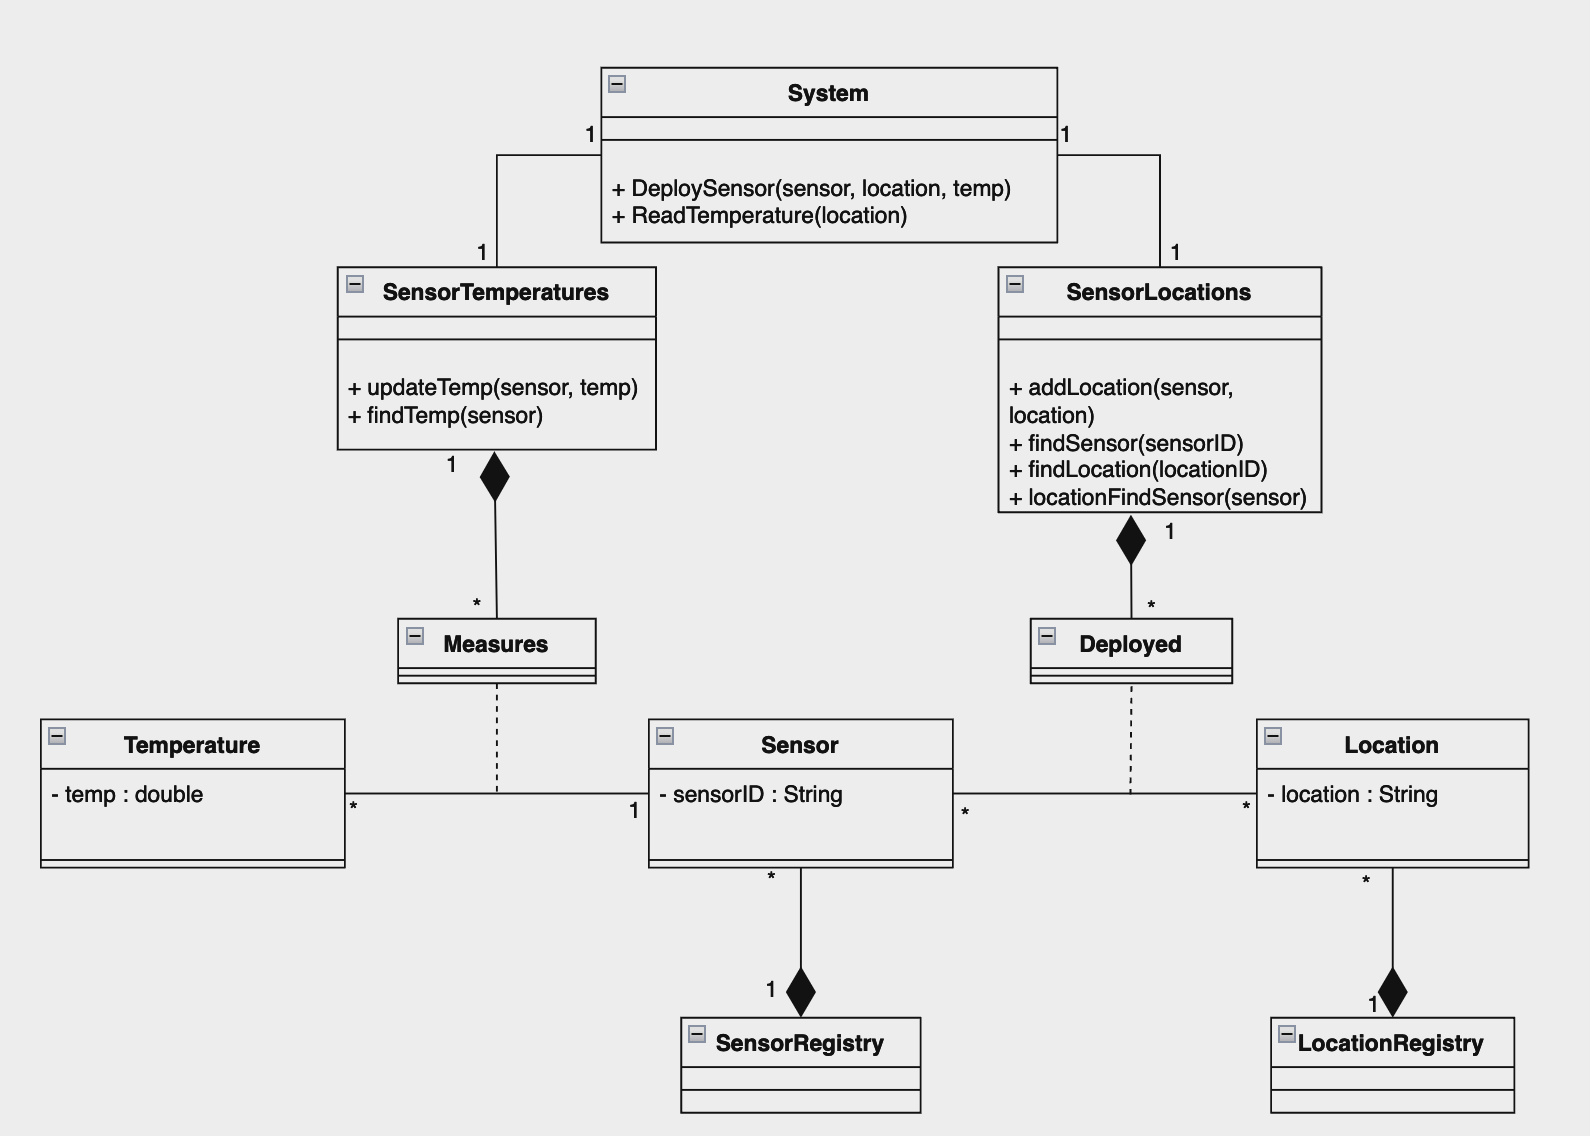 System
1
1
+ DeploySensor(sensor, location, temp)
+ ReadTemperature(location)
1
1
SensorTemperatures
+ updateTemp(sensor, temp)
+ findTemp(sensor)
SensorLocations
+ addLocation(sensor,
location)
+ findSensor(sensorID)
+ findLocation(locationID)
+ locationFindSensor(sensor)
1
1
*
*
Measures
Deployed
Temperature
- temp : double
*
1
Sensor
- sensorID : String
*
*
Location
- location : String
*
*
1
1
SensorRegistry
LocationRegistry